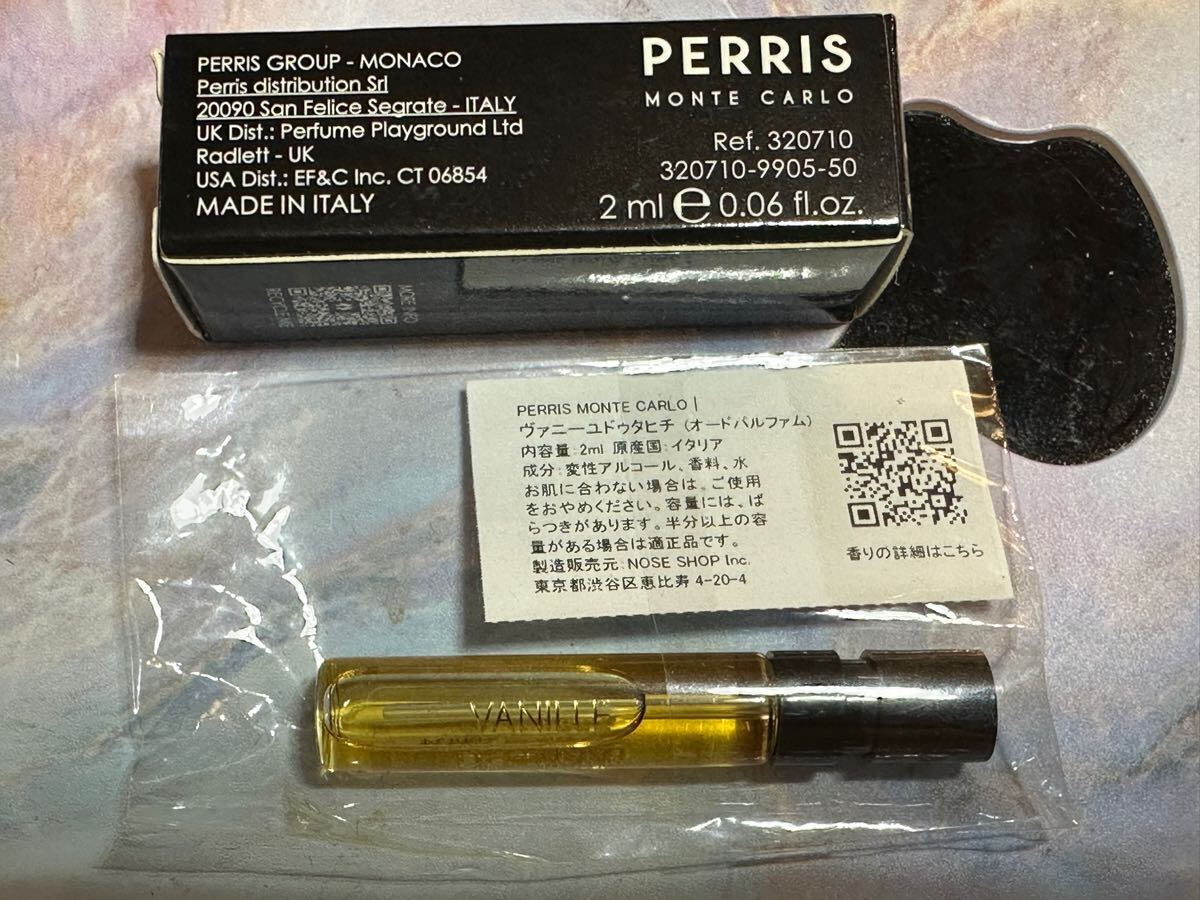 PERRIS GROUP - MONACO
Perris distribution Srl
20090 San Felice Segrate - ITALY
UK Dist.: Perfume Playground Ltd
Radlett - UK
USA Dist.: EF&C Inc. CT 06854
MADE IN ITALY
PERRIS
MONTE CARLO
Ref. 320710
320710-9905-50
2 ml ℮ 0.06 fl.oz.
PERRIS MONTE CARLO |
ヴァニーユドゥタヒチ (オードパルファム)
内容量:2ml 原産国:イタリア
成分:変性アルコール、香料、水
お肌に合わない場合は、ご使用
をおやめください。容量には、ば
らつきがあります。半分以上の容
量がある場合は適正品です。
製造販売元:NOSE SHOP Inc.
東京都渋谷区恵比寿 4-20-4
香りの詳細はこちら
VANILLE